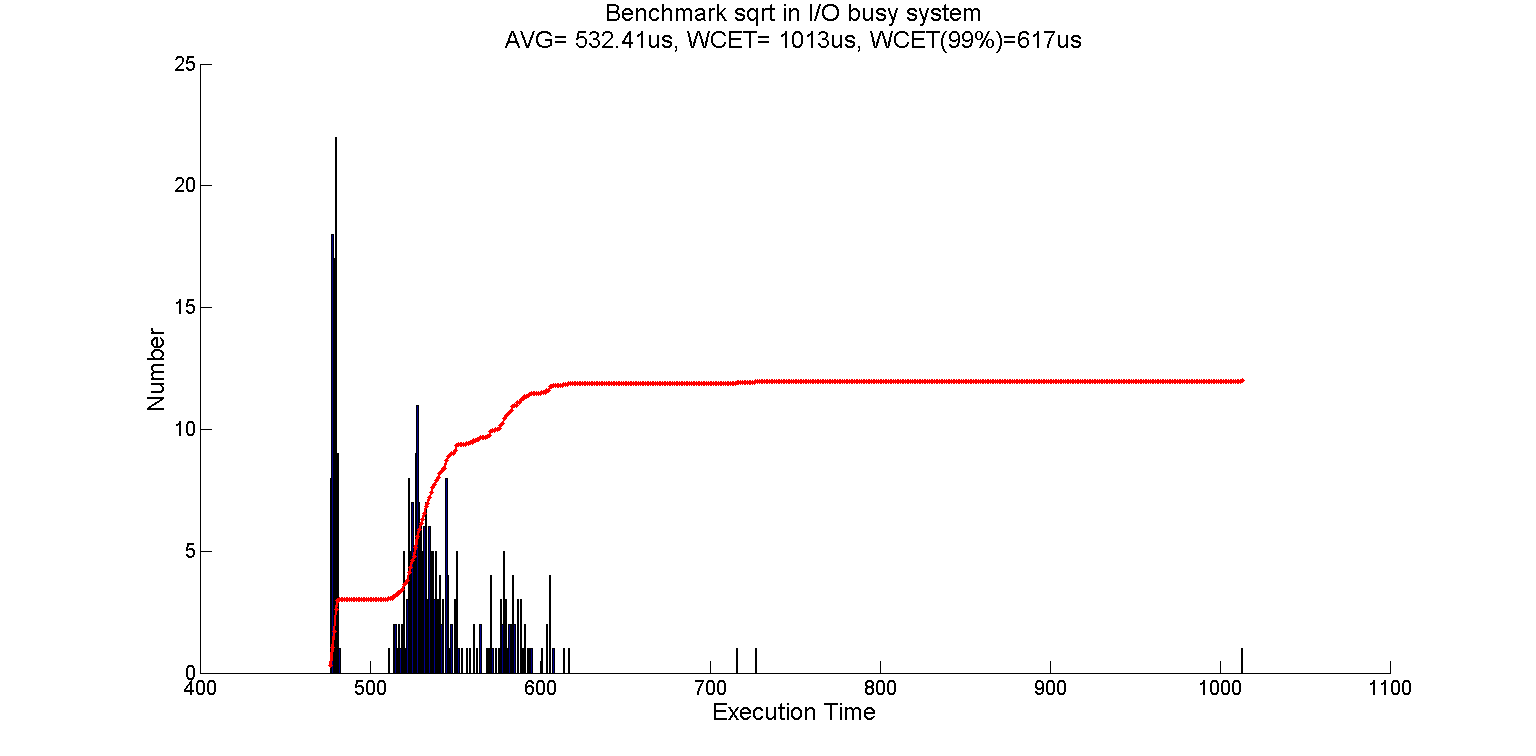 Benchmark sqrt in I/O busy system
AVG= 532.41us, WCET= 1013us, WCET(99%)=617us
25
20
15
10
5
0
Number
400 500 600 700 800 900 1000 1100
Execution Time